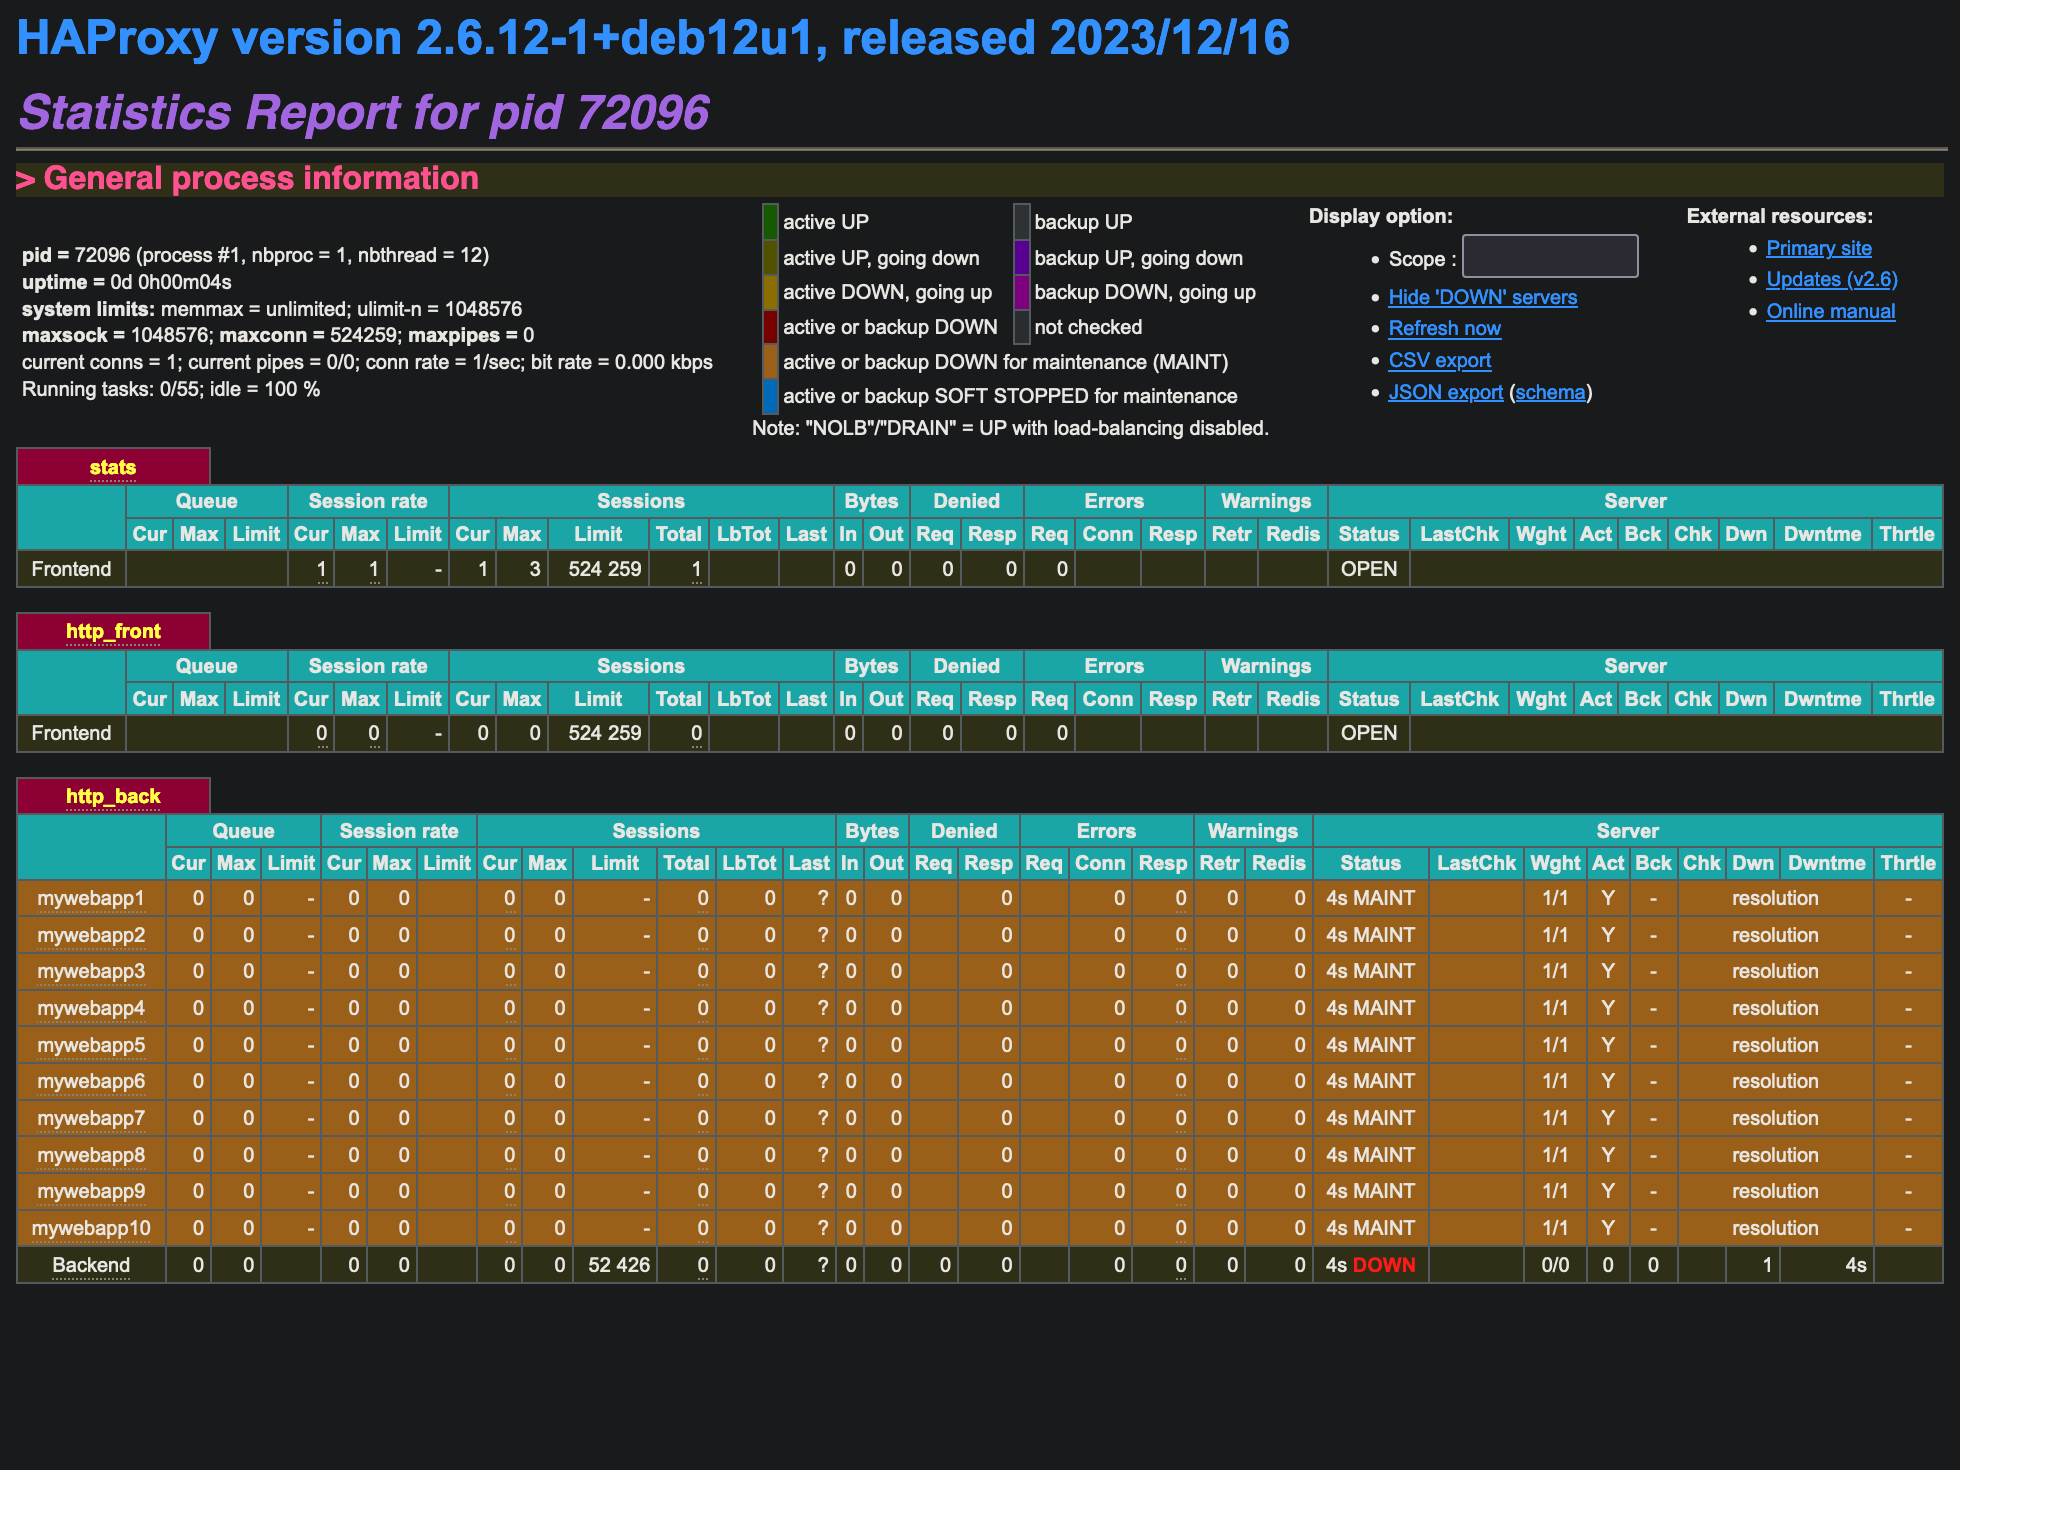 HAProxy version 2.6.12-1+deb12u1, released 2023/12/16
Statistics Report for pid 72096
> General process information
pid = 72096 (process #1, nbproc = 1, nbthread = 12)
uptime = 0d 0h00m04s
system limits: memmax = unlimited; ulimit-n = 1048576
maxsock = 1048576; maxconn = 524259; maxpipes = 0
current conns = 1; current pipes = 0/0; conn rate = 1/sec; bit rate = 0.000 kbps
Running tasks: 0/55; idle = 100 %
active UP backup UP
active UP, going down backup UP, going down
active DOWN, going up backup DOWN, going up
active or backup DOWN not checked
active or backup DOWN for maintenance (MAINT)
active or backup SOFT STOPPED for maintenance
Note: "NOLB"/"DRAIN" = UP with load-balancing disabled.
Display option:
• Scope :
• Hide 'DOWN' servers
• Refresh now
• CSV export
• JSON export (schema)
External resources:
• Primary site
• Updates (v2.6)
• Online manual
stats
Queue Session rate Sessions Bytes Denied Errors Warnings Server
Cur Max Limit Cur Max Limit Cur Max Limit Total LbTot Last In Out Req Resp Req Conn Resp Retr Redis Status LastChk Wght Act Bck Chk Dwn Dwntme Thrtle
Frontend 1 1 - 1 3 524 259 1 0 0 0 0 0 OPEN
http_front
Queue Session rate Sessions Bytes Denied Errors Warnings Server
Cur Max Limit Cur Max Limit Cur Max Limit Total LbTot Last In Out Req Resp Req Conn Resp Retr Redis Status LastChk Wght Act Bck Chk Dwn Dwntme Thrtle
Frontend 0 0 - 0 0 524 259 0 0 0 0 0 0 OPEN
http_back
Queue Session rate Sessions Bytes Denied Errors Warnings Server
Cur Max Limit Cur Max Limit Cur Max Limit Total LbTot Last In Out Req Resp Req Conn Resp Retr Redis Status LastChk Wght Act Bck Chk Dwn Dwntme Thrtle
mywebapp1 0 0 - 0 0 0 0 - 0 0 ? 0 0 0 0 0 0 0 4s MAINT 1/1 Y - resolution -
mywebapp2 0 0 - 0 0 0 0 - 0 0 ? 0 0 0 0 0 0 0 4s MAINT 1/1 Y - resolution -
mywebapp3 0 0 - 0 0 0 0 - 0 0 ? 0 0 0 0 0 0 0 4s MAINT 1/1 Y - resolution -
mywebapp4 0 0 - 0 0 0 0 - 0 0 ? 0 0 0 0 0 0 0 4s MAINT 1/1 Y - resolution -
mywebapp5 0 0 - 0 0 0 0 - 0 0 ? 0 0 0 0 0 0 0 4s MAINT 1/1 Y - resolution -
mywebapp6 0 0 - 0 0 0 0 - 0 0 ? 0 0 0 0 0 0 0 4s MAINT 1/1 Y - resolution -
mywebapp7 0 0 - 0 0 0 0 - 0 0 ? 0 0 0 0 0 0 0 4s MAINT 1/1 Y - resolution -
mywebapp8 0 0 - 0 0 0 0 - 0 0 ? 0 0 0 0 0 0 0 4s MAINT 1/1 Y - resolution -
mywebapp9 0 0 - 0 0 0 0 - 0 0 ? 0 0 0 0 0 0 0 4s MAINT 1/1 Y - resolution -
mywebapp10 0 0 - 0 0 0 0 - 0 0 ? 0 0 0 0 0 0 0 4s MAINT 1/1 Y - resolution -
Backend 0 0 0 0 0 0 52 426 0 0 ? 0 0 0 0 0 0 0 0 4s DOWN 0/0 0 0 1 4s